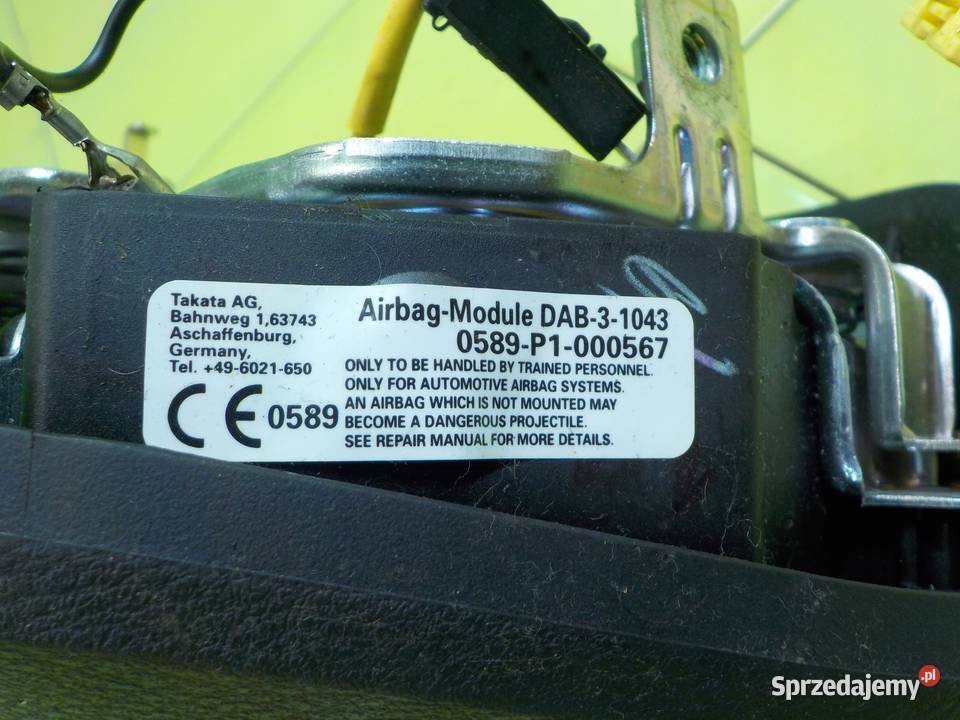 Takata AG,
Bahnweg 1,63743
Aschaffenburg,
Germany,
Tel. +49-6021-650
CE 0589
Airbag-Module DAB-3-1043
0589-P1-000567
ONLY TO BE HANDLED BY TRAINED PERSONNEL.
ONLY FOR AUTOMOTIVE AIRBAG SYSTEMS.
AN AIRBAG WHICH IS NOT MOUNTED MAY
BECOME A DANGEROUS PROJECTILE.
SEE REPAIR MANUAL FOR MORE DETAILS.
Sprzedajemy.pl